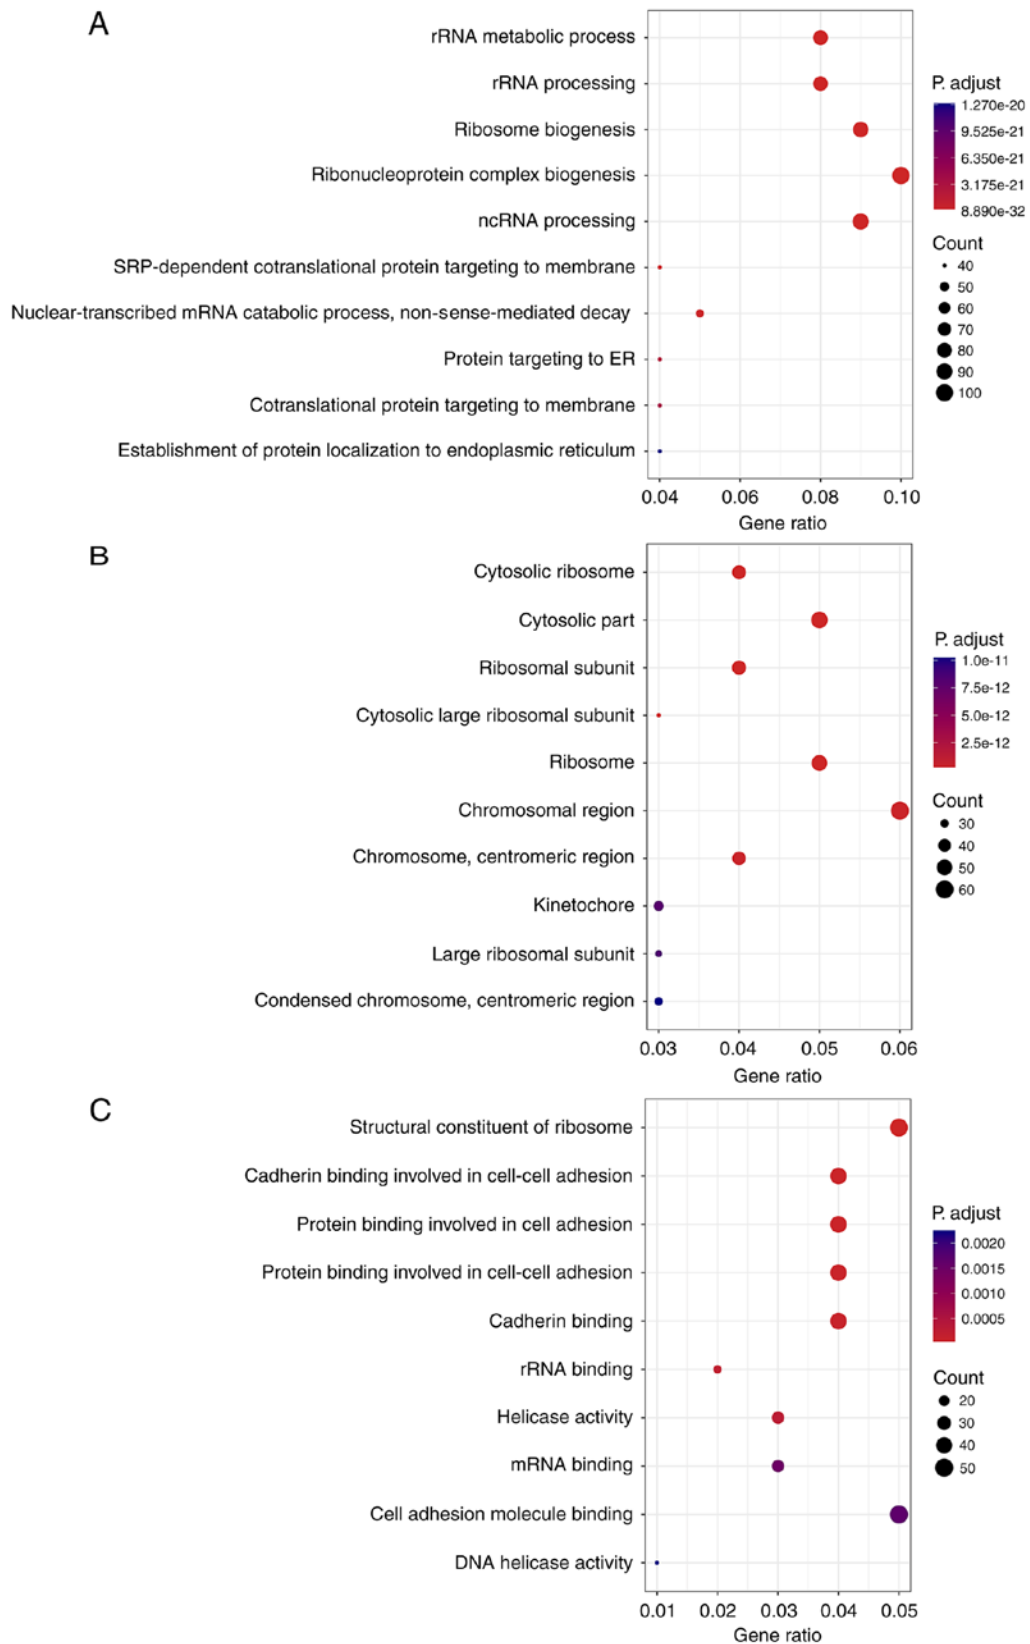 A
rRNA metabolic process
rRNA processing
Ribosome biogenesis
Ribonucleoprotein complex biogenesis
ncRNA processing
SRP-dependent cotranslational protein targeting to membrane
Nuclear-transcribed mRNA catabolic process, non-sense-mediated decay
Protein targeting to ER
Cotranslational protein targeting to membrane
Establishment of protein localization to endoplasmic reticulum
0.04 0.06 0.08 0.10
Gene ratio
P. adjust
1.270e-20
9.525e-21
6.350e-21
3.175e-21
8.890e-32
Count
40
50
60
70
80
90
100
B
Cytosolic ribosome
Cytosolic part
Ribosomal subunit
Cytosolic large ribosomal subunit
Ribosome
Chromosomal region
Chromosome, centromeric region
Kinetochore
Large ribosomal subunit
Condensed chromosome, centromeric region
0.03 0.04 0.05 0.06
Gene ratio
P. adjust
1.0e-11
7.5e-12
5.0e-12
2.5e-12
Count
30
40
50
60
C
Structural constituent of ribosome
Cadherin binding involved in cell-cell adhesion
Protein binding involved in cell adhesion
Protein binding involved in cell-cell adhesion
Cadherin binding
rRNA binding
Helicase activity
mRNA binding
Cell adhesion molecule binding
DNA helicase activity
0.01 0.02 0.03 0.04 0.05
Gene ratio
P. adjust
0.0020
0.0015
0.0010
0.0005
Count
20
30
40
50